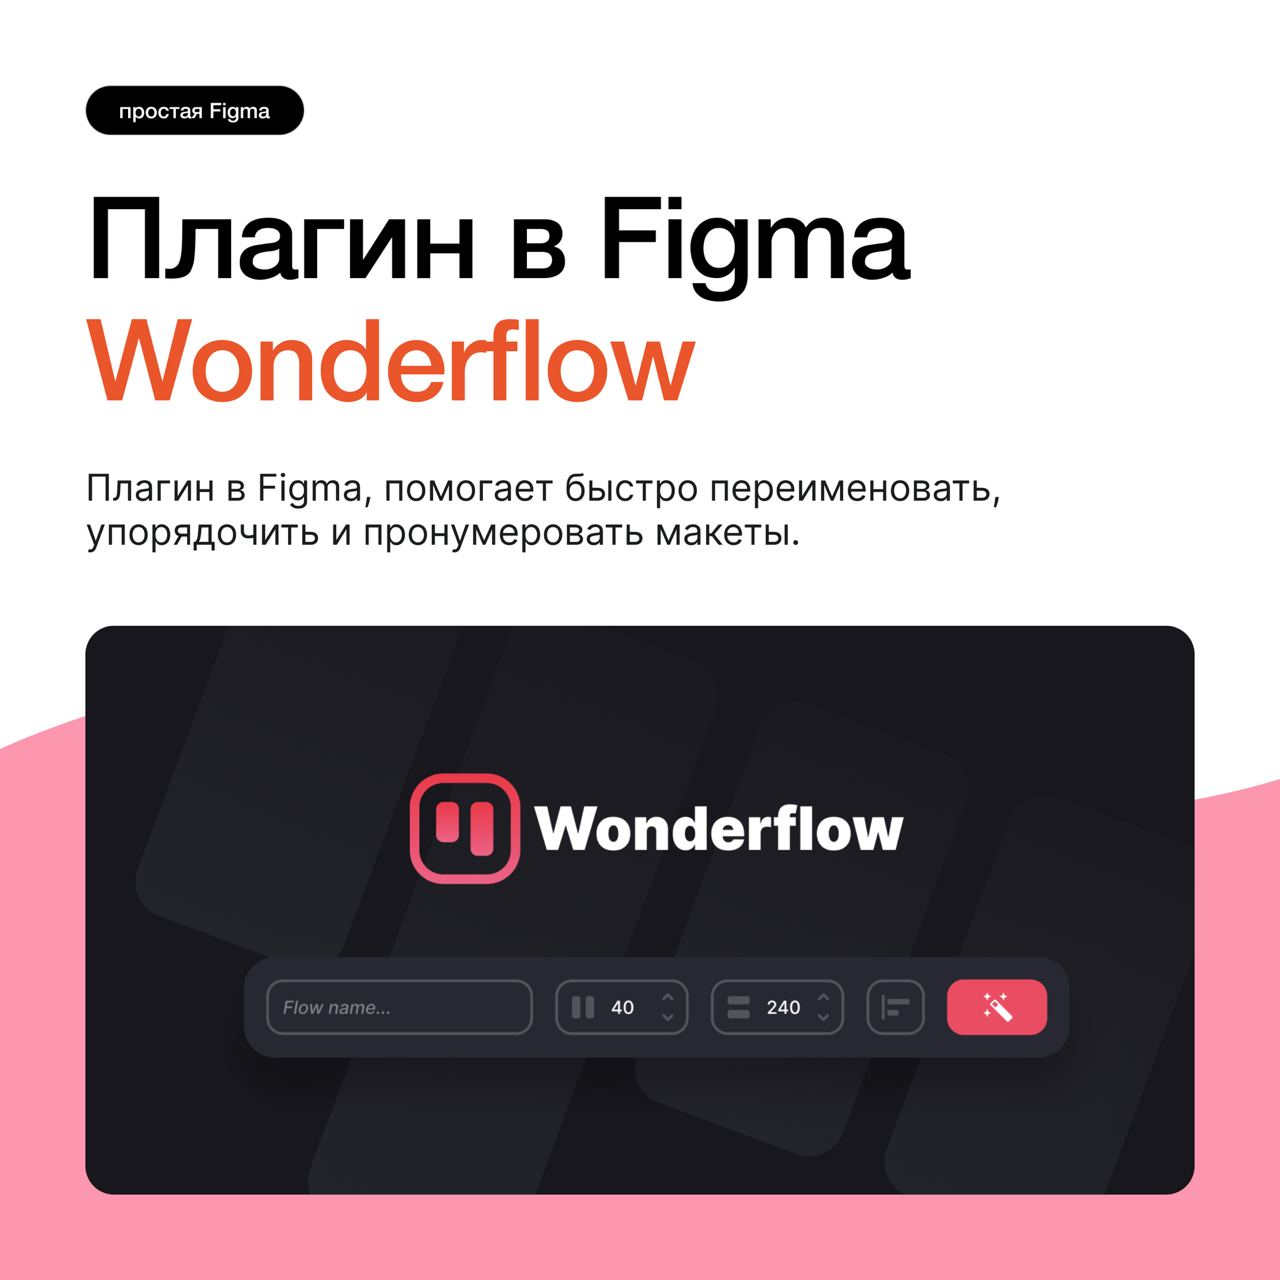 простая Figma
Плагин в Figma
Wonderflow
Плагин в Figma, помогает быстро переименовать,
упорядочить и пронумеровать макеты.
Wonderflow
Flow name...
40
240